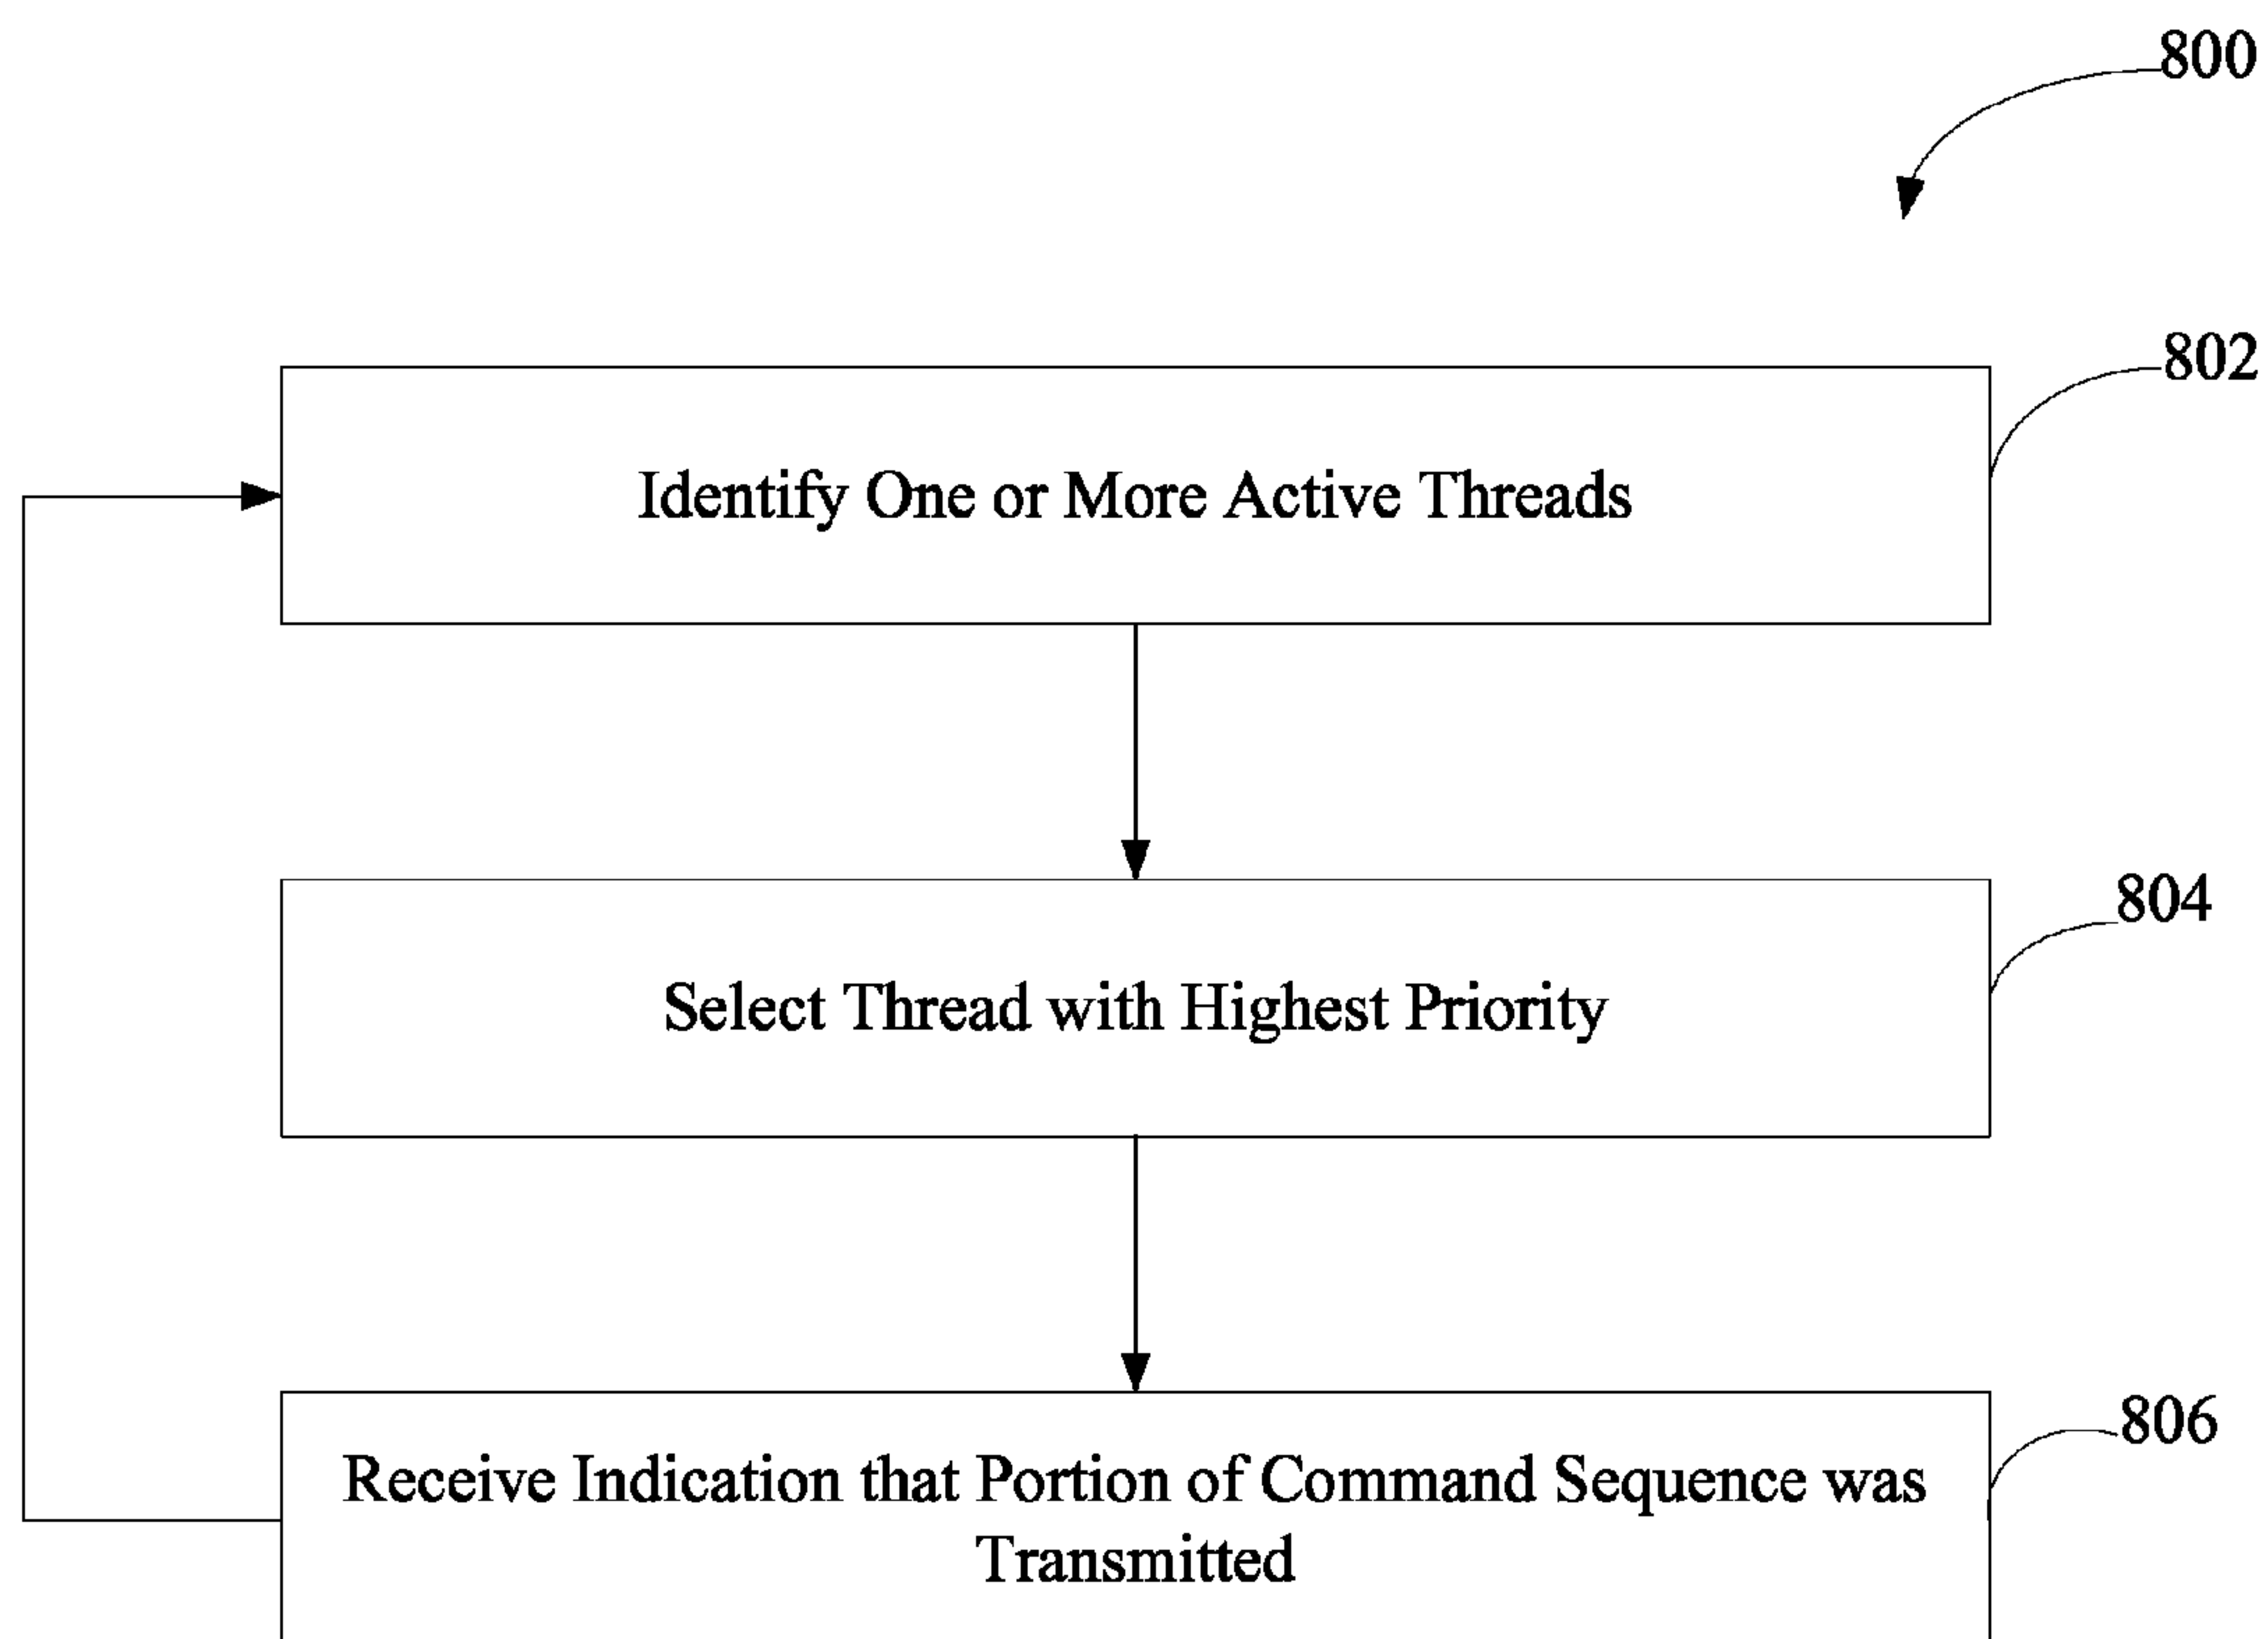 800
802
Identify One or More Active Threads
804
Select Thread with Highest Priority
806
Receive Indication that Portion of Command Sequence was
Transmitted